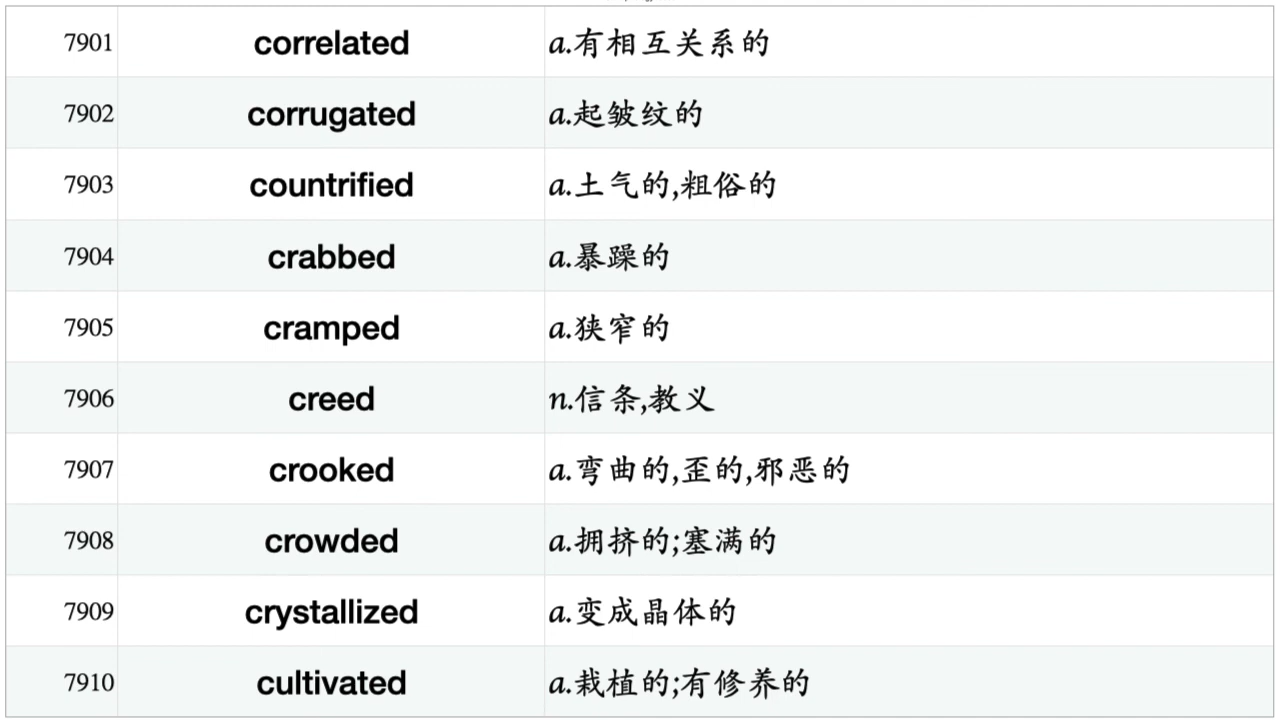 7901 correlated a.有相互关系的
7902 corrugated a.起皱纹的
7903 countrified a.土气的,粗俗的
7904 crabbed a.暴躁的
7905 cramped a.狭窄的
7906 creed n.信条,教义
7907 crooked a.弯曲的,歪的,邪恶的
7908 crowded a.拥挤的;塞满的
7909 crystallized a.变成晶体的
7910 cultivated a.栽植的;有修养的